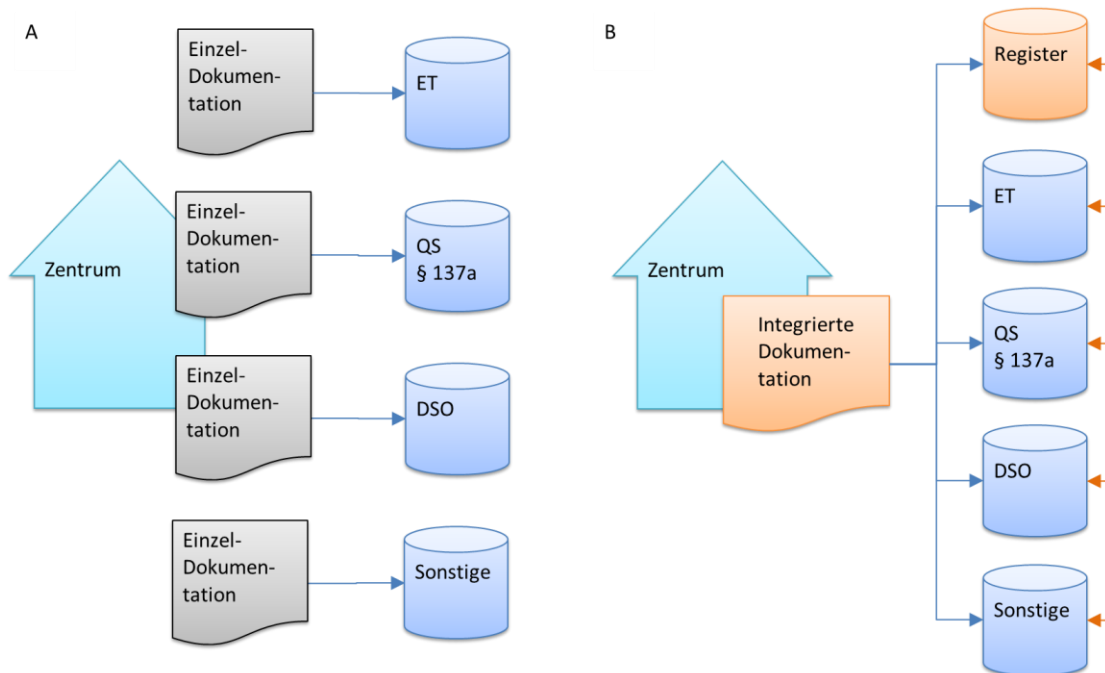 A
Einzel-
Dokumen-
tation
ET
Zentrum
Einzel-
Dokumen-
tation
QS
§ 137a
Einzel-
Dokumen-
tation
DSO
Einzel-
Dokumen-
tation
Sonstige
B
Register
ET
Zentrum
Integrierte
Dokumen-
tation
QS
§ 137a
DSO
Sonstige